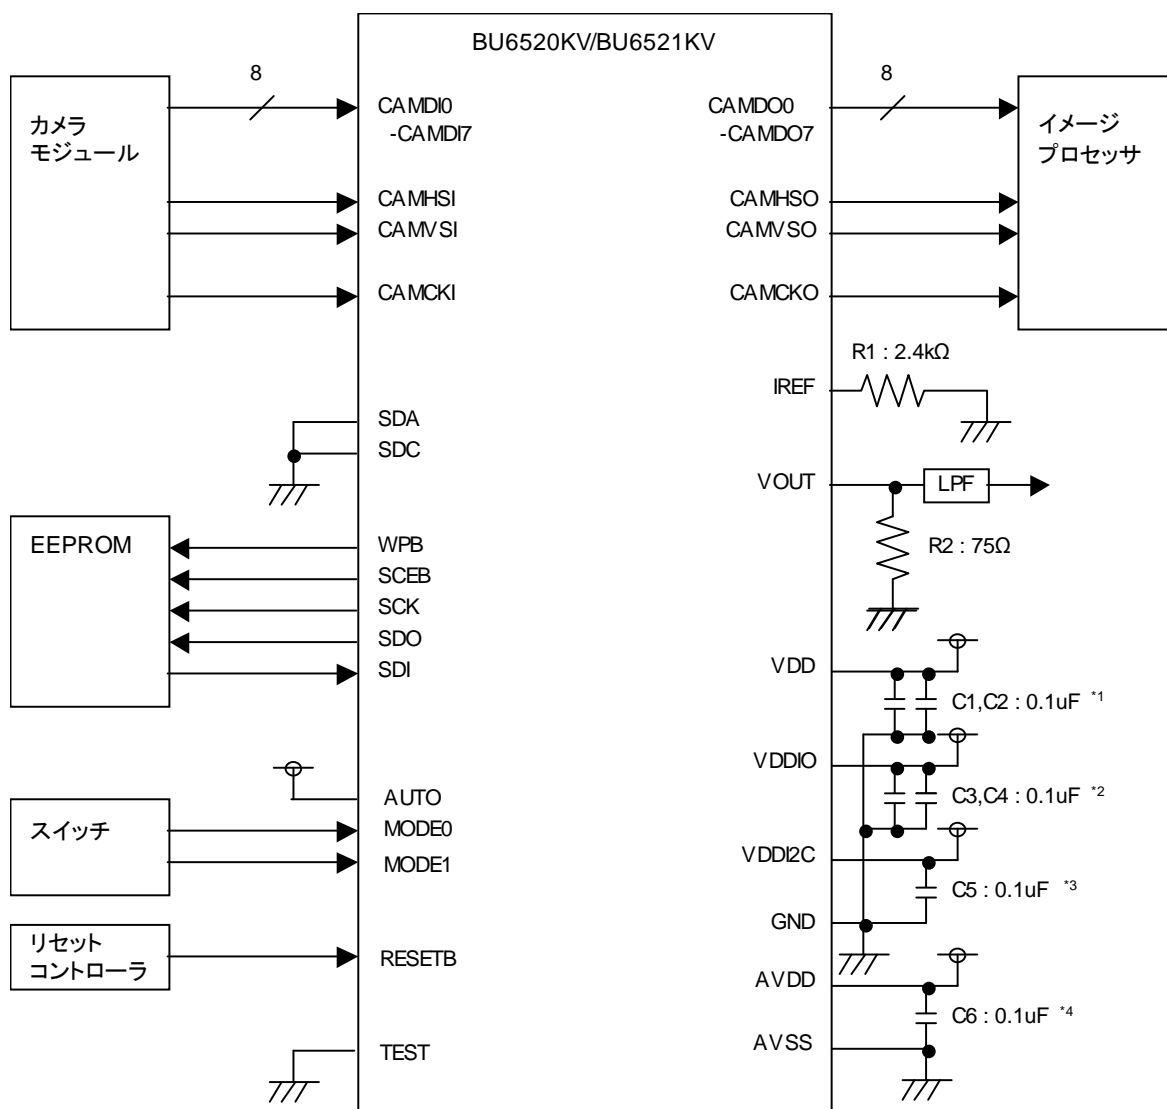 BU6520KV/BU6521KV
8
8
カメラ
モジュール
CAMDI0
-CAMDI7
CAMHSI
CAMVSI
CAMCKI
CAMDO0
-CAMDO7
CAMHSO
CAMVSO
CAMCKO
イメージ
プロセッサ
R1 : 2.4kΩ
IREF
SDA
SDC
VOUT
LPF
R2 : 75Ω
EEPROM
WPB
SCEB
SCK
SDO
SDI
VDD
C1,C2 : 0.1uF *1
VDDIO
C3,C4 : 0.1uF *2
VDDI2C
C5 : 0.1uF *3
GND
AVDD
C6 : 0.1uF *4
AVSS
スイッチ
AUTO
MODE0
MODE1
リセット
コントローラ
RESETB
TEST